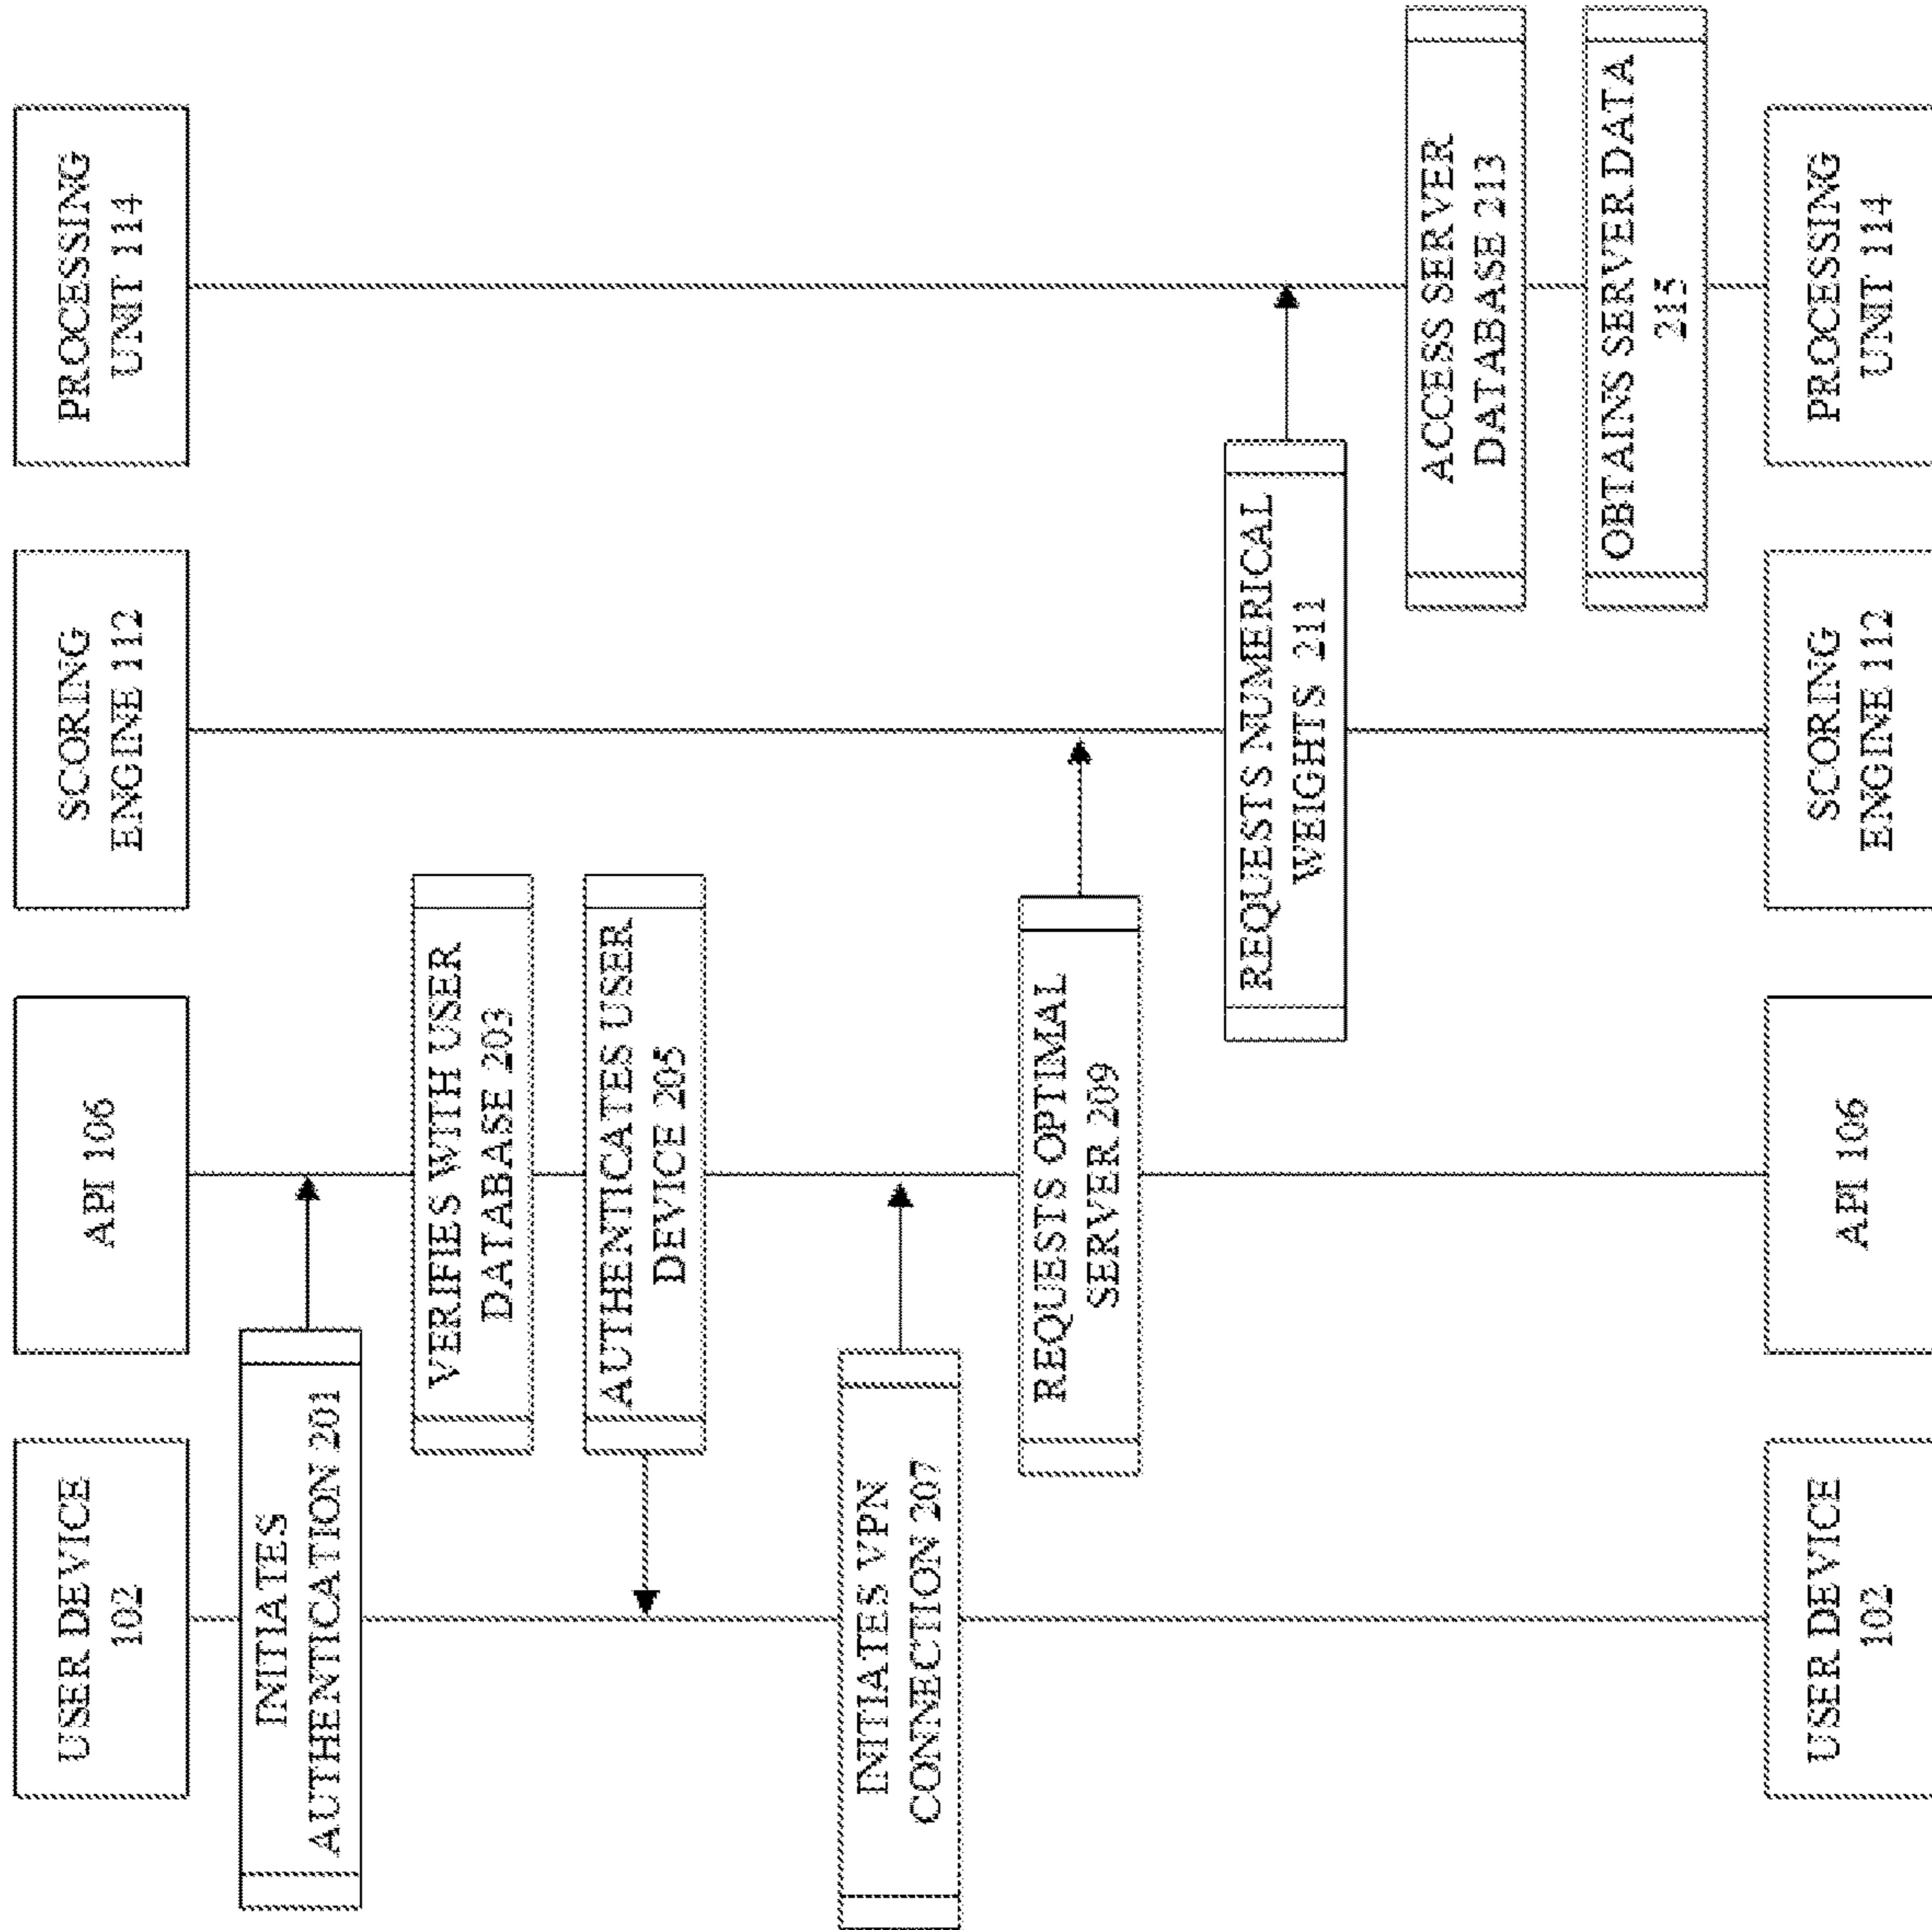 USER DEVICE
102
API 106
SCORING
ENGINE 112
PROCESSING
UNIT 114
INITIATES
AUTHENTICATION 201
VERIFIES WITH USER
DATABASE 203
AUTHENTICATES USER
DEVICE 205
INITIATES VPN
CONNECTION 207
REQUESTS OPTIMAL
SERVER 209
REQUESTS NUMERICAL
WEIGHTS 211
ACCESS SERVER
DATABASE 213
OBTAINS SERVER DATA
215
USER DEVICE
102
API 106
SCORING
ENGINE 112
PROCESSING
UNIT 114